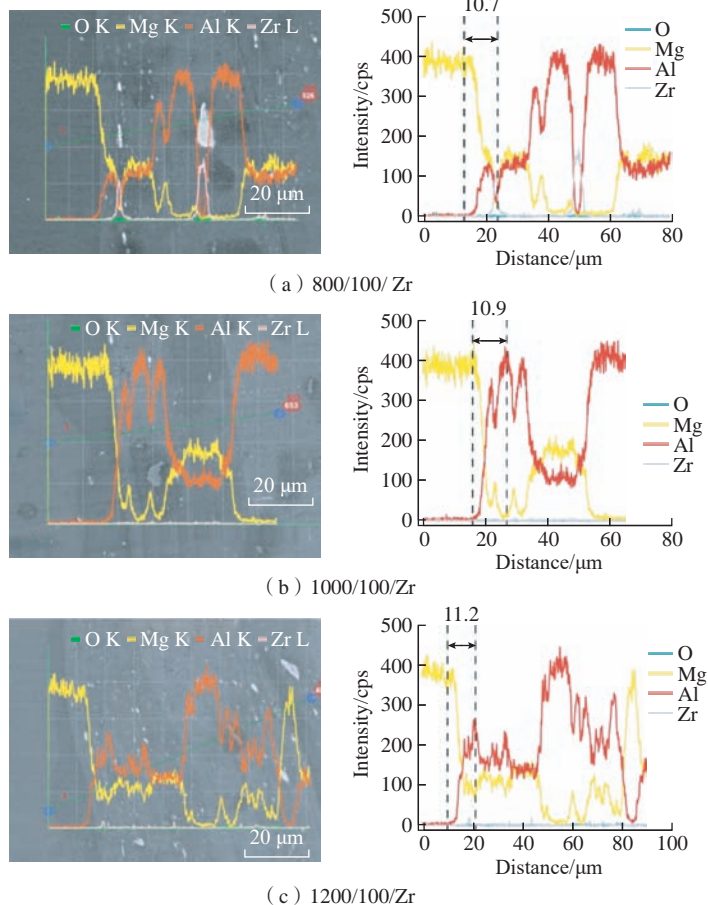 O K Mg K Al K Zr L
20 μm
10.7
500
400
300
200
100
0
Intensity/cps
0 20 40 60 80
Distance/μm
O
Mg
Al
Zr
(a) 800/100/ Zr
O K Mg K Al K Zr L
653
20 μm
10.9
500
400
300
200
100
0
Intensity/cps
0 20 40 60 80
Distance/μm
O
Mg
Al
Zr
(b) 1000/100/Zr
O K Mg K Al K Zr L
20 μm
11.2
500
400
300
200
100
0
Intensity/cps
0 20 40 60 80 100
Distance/μm
O
Mg
Al
Zr
(c) 1200/100/Zr